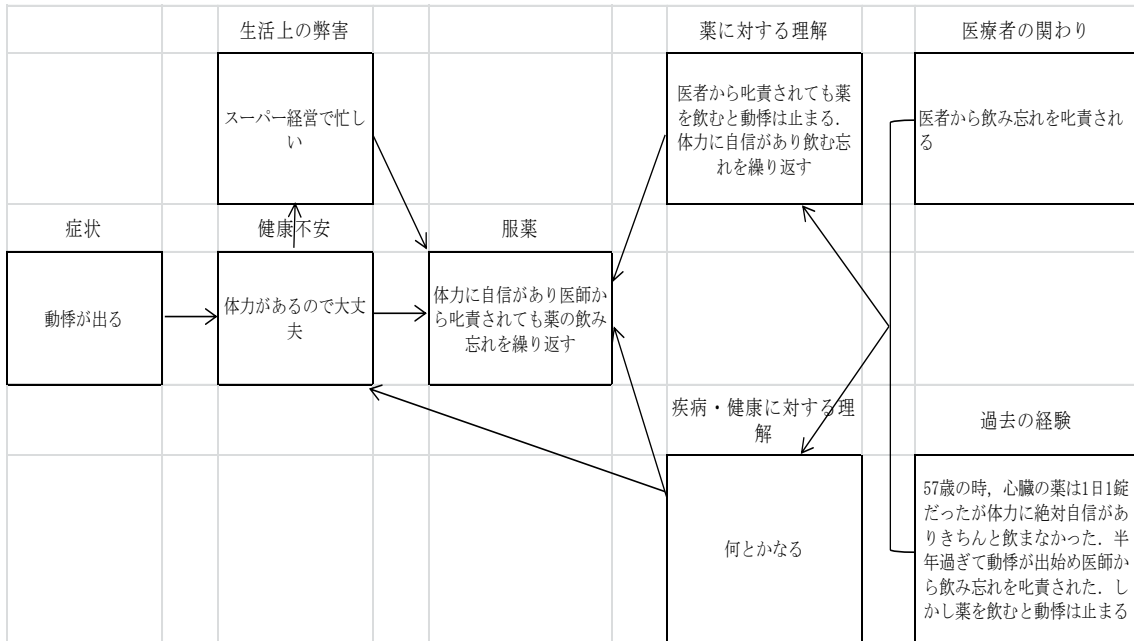 生活上の弊害
薬に対する理解
医療者の関わり
スーパー経営で忙し
い
医者から叱責されても薬
を飲むと動悸は止まる．
体力に自信があり飲む忘
れを繰り返す
医者から飲み忘れを叱責され
る
症状
健康不安
服薬
動悸が出る
体力があるので大丈
夫
体力に自信があり医師か
ら叱責されても薬の飲み
忘れを繰り返す
疾病・健康に対する理
解
過去の経験
何とかなる
57歳の時，心臓の薬は1日1錠
だったが体力に絶対自信があ
りきちんと飲まなかった．半
年過ぎて動悸が出始め医師か
ら飲み忘れを叱責された．し
かし薬を飲むと動悸は止まる